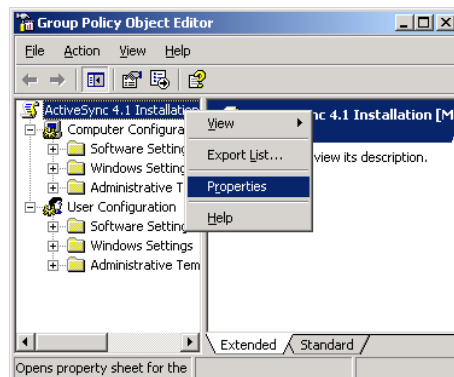 Group Policy Object Editor
File Action View Help
ActiveSync 4.1 Installation
Computer Configura
Software Setting
Windows Settings
Administrative T
User Configuration
Software Setting
Windows Settings
Administrative Tem
View
Export List...
Properties
Help
nc 4.1 Installation [M
view its description.
Extended Standard
Opens property sheet for the